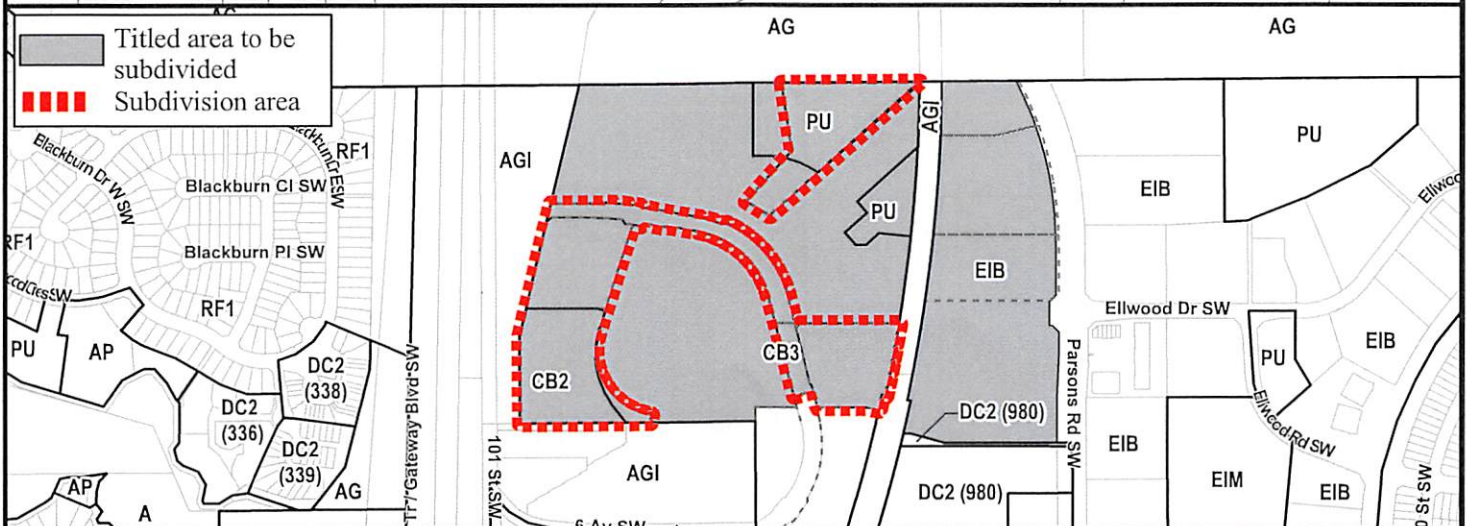 AG
Titled area to be
subdivided
Subdivision area
AG
AG
AGI
PU
AGI
PU
RF1
Blackburn Dr W SW
Blackburn Cl SW
EIB
Blackburn Pl SW
RF1
PU
RF1
EIB
Ellwood Dr SW
PU
AP
DC2
(338)
CB2
CB3
Parsons Rd SW
PU
EIB
DC2
(336)
DC2
(339)
DC2 (980)
Ellwood Rd SW
EIB
101 St SW
AGI
AP
A
AG
DC2 (980)
EIM
EIB
6 Av SW